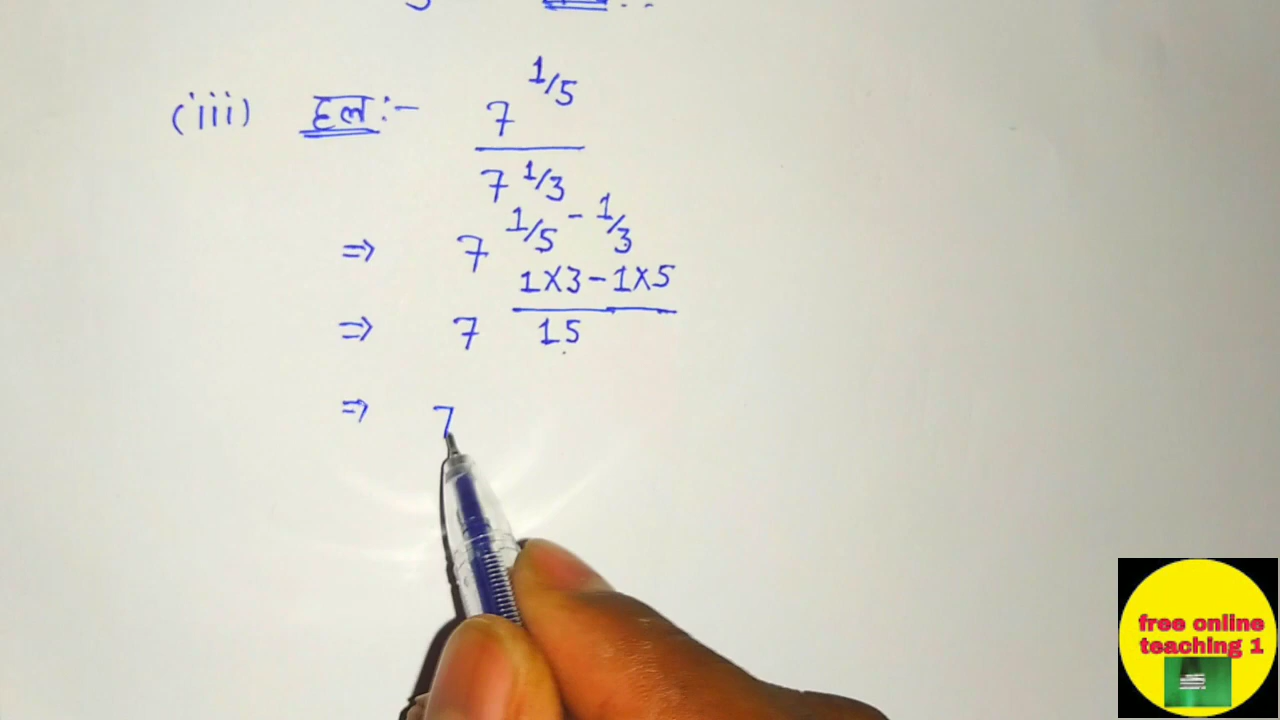 (iii) हल:- 7^1/5
7^1/3
⇒ 7^1/5 - 1/3
1×3-1×5
⇒ 7 15
⇒ 7
free online
teaching 1